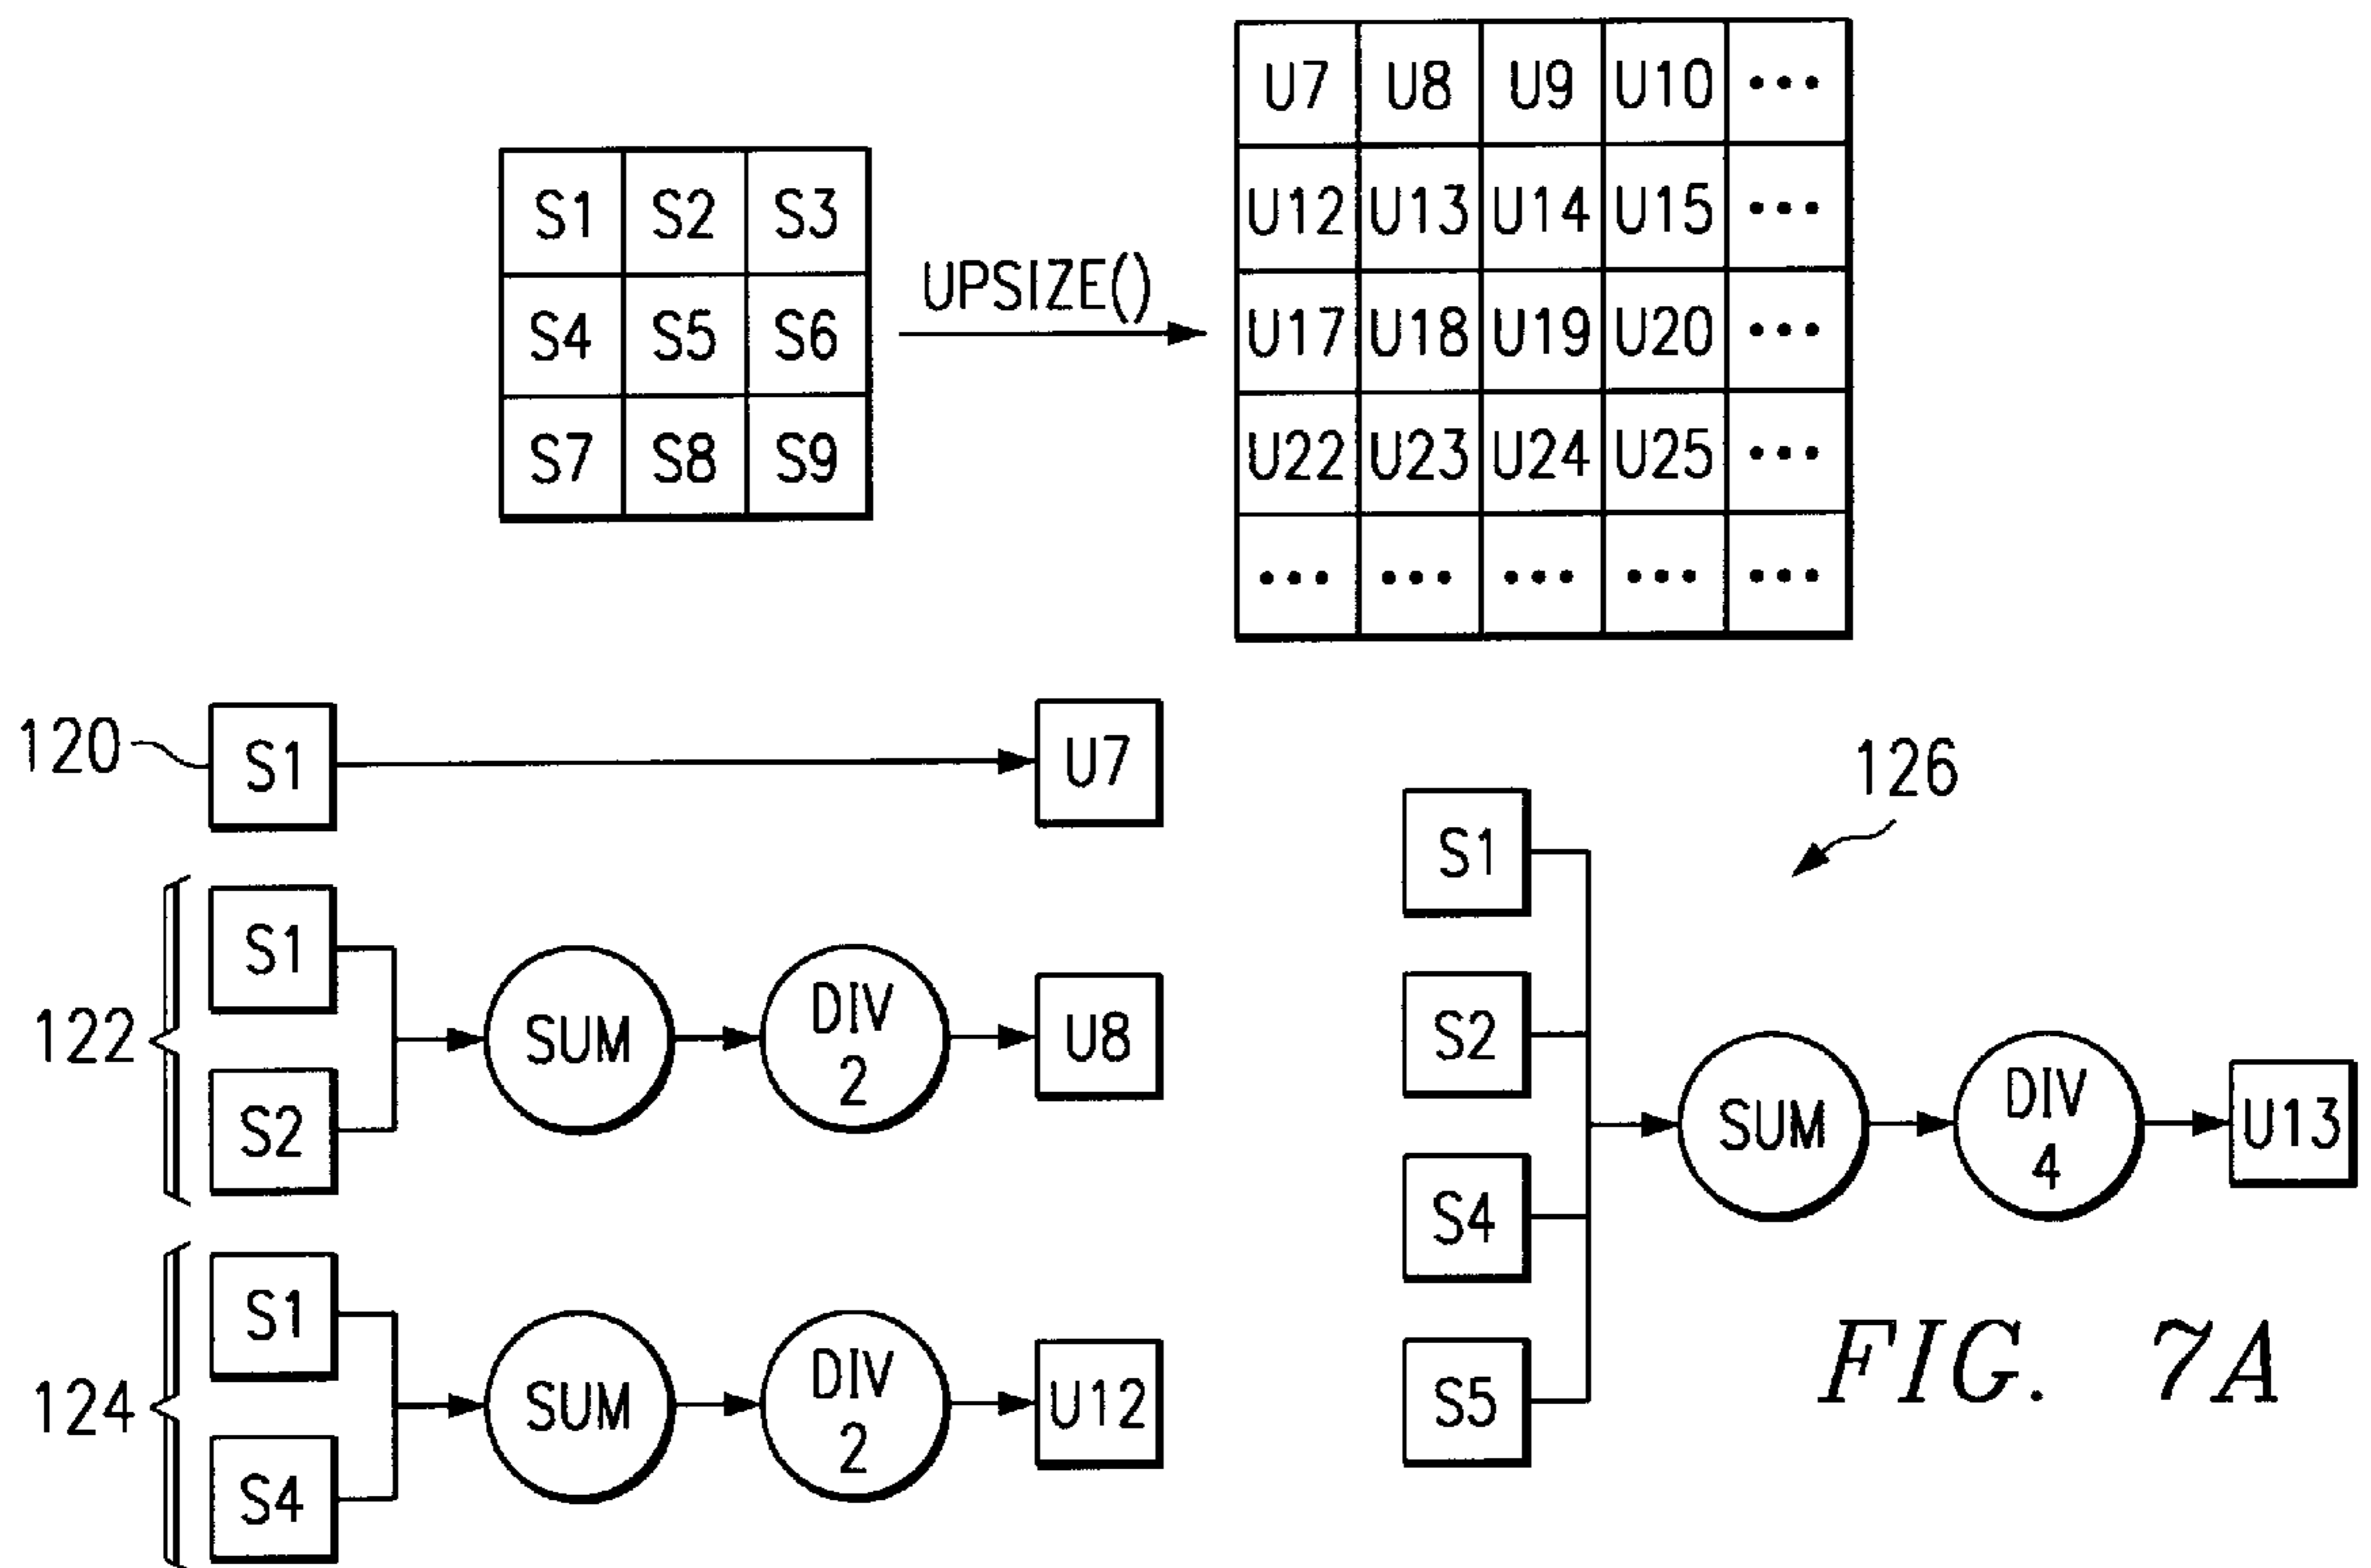 U7 U8 U9 U10 •••
S1 S2 S3
U12 U13 U14 U15 •••
UPSIZE()
S4 S5 S6
U17 U18 U19 U20 •••
S7 S8 S9
U22 U23 U24 U25 •••
••• ••• ••• ••• •••
120 S1 U7
126
S1
S1
122
SUM
DIV
2
U8
S2
S2
SUM
DIV
4
U13
S4
S5
124
S1
SUM
DIV
2
U12
S4
FIG. 7A